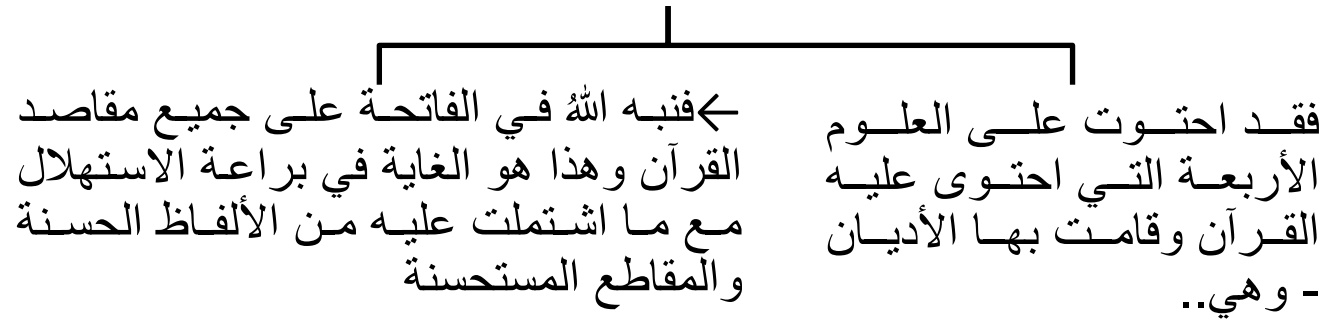 فقد احتوت على العلوم
الأربعة التي احتوى عليه
القرآن وقامت بها الأديان
- وهي..
←فنبه اللهُ في الفاتحة على جميع مقاصد
القرآن وهذا هو الغاية في براعة الاستهلال
مع ما اشتملت عليه من الألفاظ الحسنة
والمقاطع المستحسنة